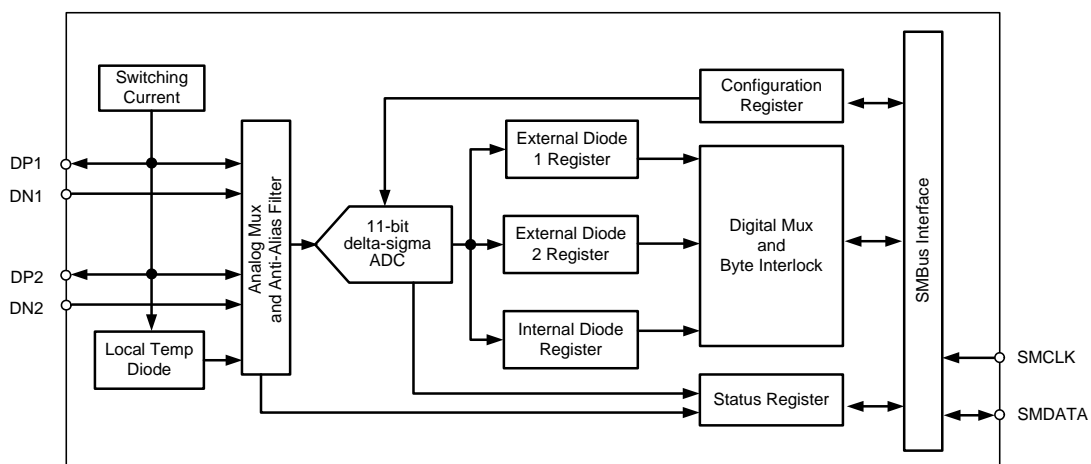 Switching
Current
DP1
DN1
DP2
DN2
Local Temp
Diode
Analog Mux
and Anti-Alias Filter
11-bit
delta-sigma
ADC
Configuration
Register
External Diode
1 Register
External Diode
2 Register
Internal Diode
Register
Digital Mux
and
Byte Interlock
Status Register
SMBus Interface
SMCLK
SMDATA